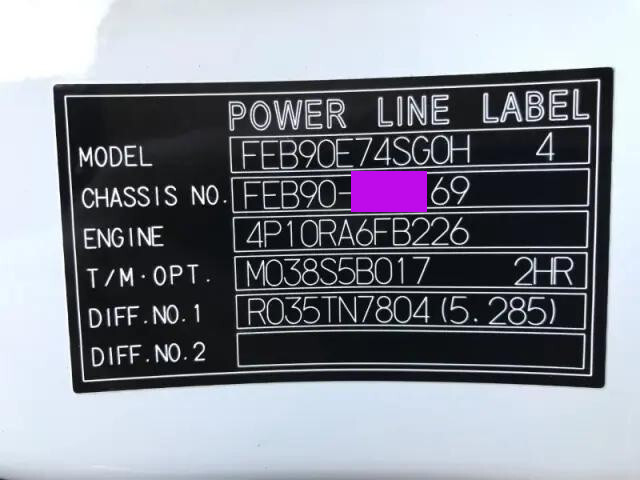 POWER LINE LABEL
MODEL FEB90E74SG0H 4
CHASSIS NO. FEB90- 69
ENGINE 4P10RA6FB226
T/M·OPT. M038S5B017 2HR
DIFF.NO.1 R035TN7804 (5.285)
DIFF.NO.2